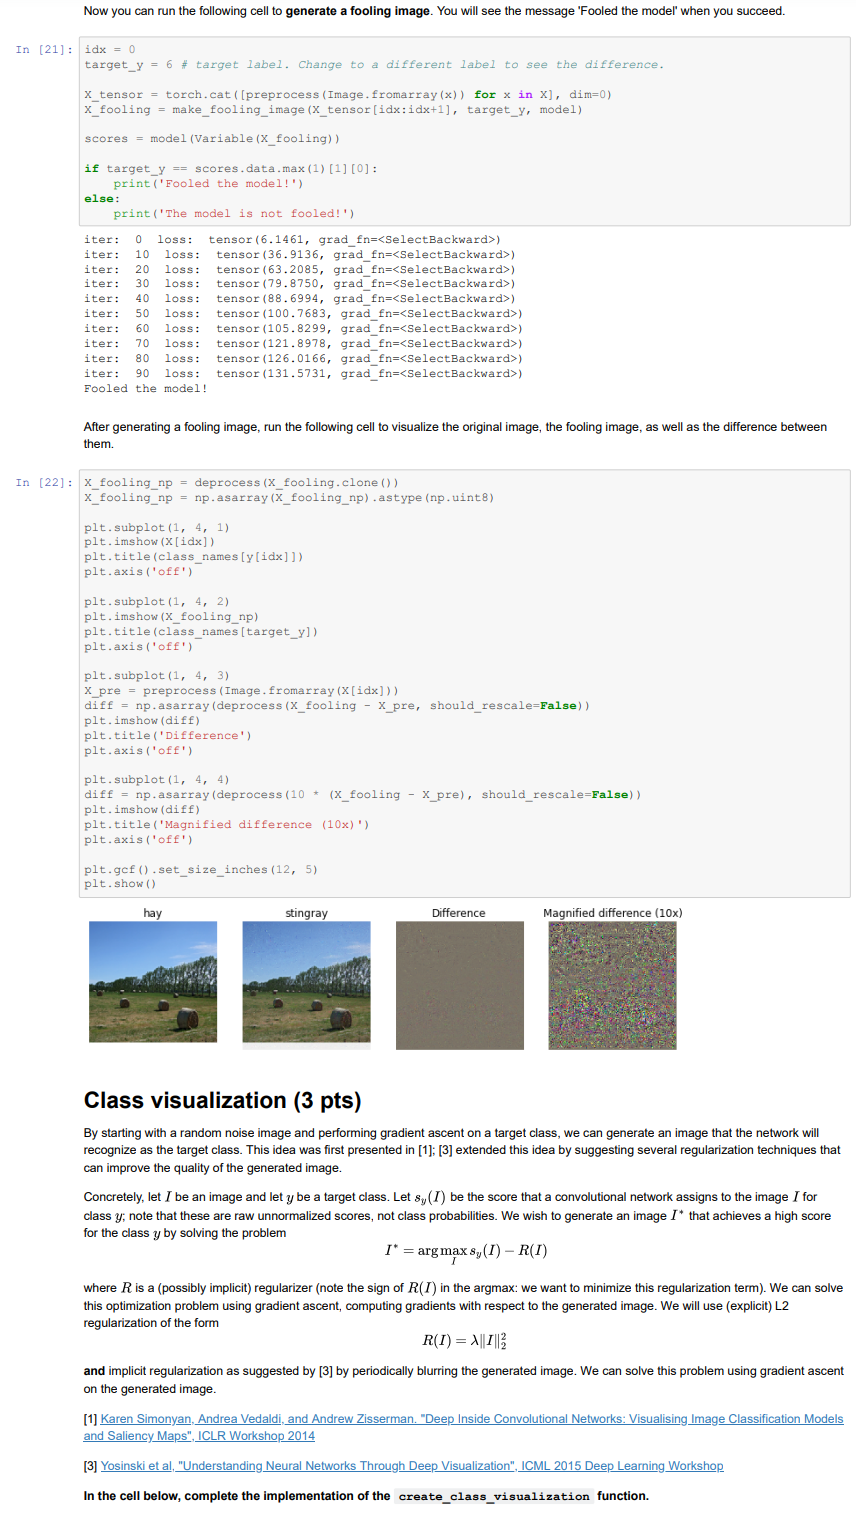 Now you can run the following cell to generate a fooling image. You will see the message 'Fooled the model!' when you succeed.
In [21]: idx = 0
target_y = 6 # target label. Change to a different label to see the difference.
X_tensor = torch.cat([preprocess(Image.fromarray(x)) for x in X], dim=0)
X_fooling = make_fooling_image(X_tensor[idx:idx+1], target_y, model)
scores = model(Variable(X_fooling))
if target_y == scores.data.max(1)[1][0]:
print('Fooled the model!')
else:
print('The model is not fooled!')
iter: 0 loss: tensor(6.1461, grad_fn=<SelectBackward>)
iter: 10 loss: tensor(36.9136, grad_fn=<SelectBackward>)
iter: 20 loss: tensor(63.2085, grad_fn=<SelectBackward>)
iter: 30 loss: tensor(79.8750, grad_fn=<SelectBackward>)
iter: 40 loss: tensor(88.6994, grad_fn=<SelectBackward>)
iter: 50 loss: tensor(100.7683, grad_fn=<SelectBackward>)
iter: 60 loss: tensor(105.8299, grad_fn=<SelectBackward>)
iter: 70 loss: tensor(121.8978, grad_fn=<SelectBackward>)
iter: 80 loss: tensor(126.0166, grad_fn=<SelectBackward>)
iter: 90 loss: tensor(131.5731, grad_fn=<SelectBackward>)
Fooled the model!
After generating a fooling image, run the following cell to visualize the original image, the fooling image, as well as the difference between
them.
In [22]: X_fooling_np = deprocess(X_fooling.clone())
X_fooling_np = np.asarray(X_fooling_np).astype(np.uint8)
plt.subplot(1, 4, 1)
plt.imshow(X[idx])
plt.title(class_names[y[idx]])
plt.axis('off')
plt.subplot(1, 4, 2)
plt.imshow(X_fooling_np)
plt.title(class_names[target_y])
plt.axis('off')
plt.subplot(1, 4, 3)
X_pre = preprocess(Image.fromarray(X[idx]))
diff = np.asarray(deprocess(X_fooling - X_pre, should_rescale=False))
plt.imshow(diff)
plt.title('Difference')
plt.axis('off')
plt.subplot(1, 4, 4)
diff = np.asarray(deprocess(10 * (X_fooling - X_pre), should_rescale=False))
plt.imshow(diff)
plt.title('Magnified difference (10x)')
plt.axis('off')
plt.gcf().set_size_inches(12, 5)
plt.show()
hay stingray Difference Magnified difference (10x)
Class visualization (3 pts)
By starting with a random noise image and performing gradient ascent on a target class, we can generate an image that the network will
recognize as the target class. This idea was first presented in [1]; [3] extended this idea by suggesting several regularization techniques that
can improve the quality of the generated image.
Concretely, let I be an image and let y be a target class. Let s_y(I) be the score that a convolutional network assigns to the image I for
class y; note that these are raw unnormalized scores, not class probabilities. We wish to generate an image I* that achieves a high score
for the class y by solving the problem
I* = arg max_I s_y(I) − R(I)
where R is a (possibly implicit) regularizer (note the sign of R(I) in the argmax: we want to minimize this regularization term). We can solve
this optimization problem using gradient ascent, computing gradients with respect to the generated image. We will use (explicit) L2
regularization of the form
R(I) = λ‖I‖₂²
and implicit regularization as suggested by [3] by periodically blurring the generated image. We can solve this problem using gradient ascent
on the generated image.
[1] Karen Simonyan, Andrea Vedaldi, and Andrew Zisserman. "Deep Inside Convolutional Networks: Visualising Image Classification Models
and Saliency Maps", ICLR Workshop 2014
[3] Yosinski et al, "Understanding Neural Networks Through Deep Visualization", ICML 2015 Deep Learning Workshop
In the cell below, complete the implementation of the create_class_visualization function.